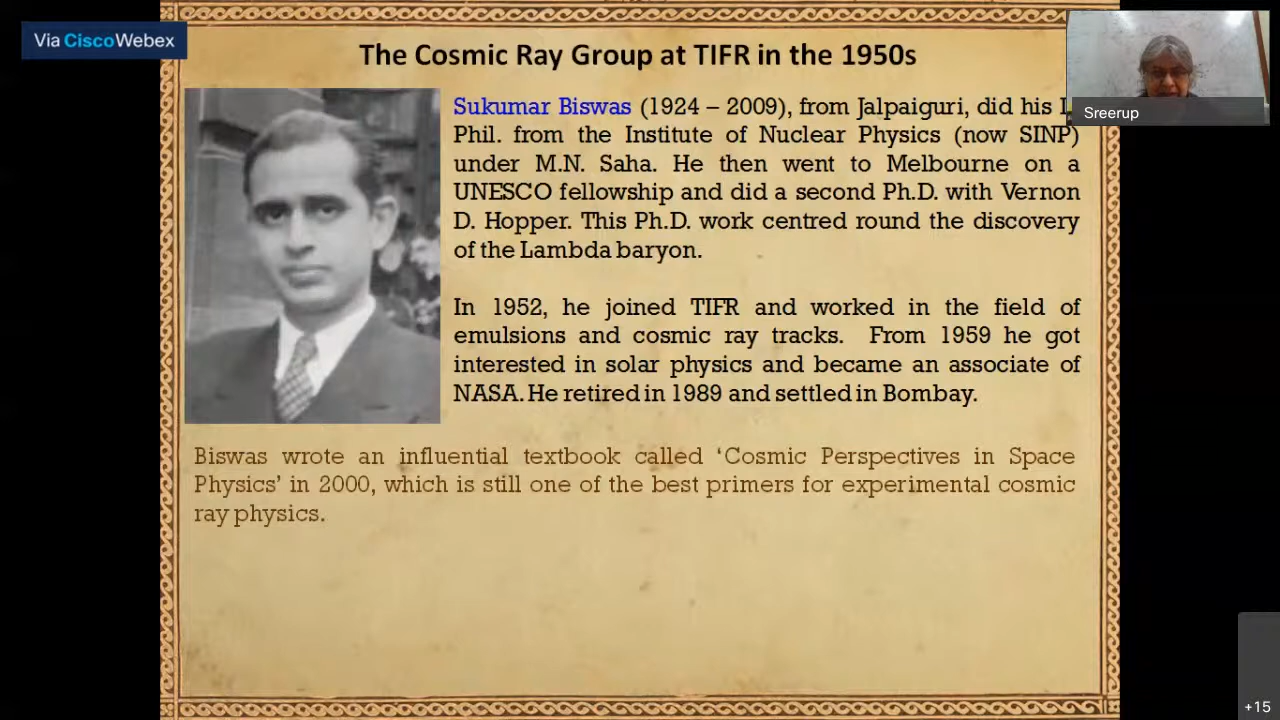 Via CiscoWebex
The Cosmic Ray Group at TIFR in the 1950s
Sreerup
Sukumar Biswas (1924 – 2009), from Jalpaiguri, did his
Phil. from the Institute of Nuclear Physics (now SINP)
under M.N. Saha. He then went to Melbourne on a
UNESCO fellowship and did a second Ph.D. with Vernon
D. Hopper. This Ph.D. work centred round the discovery
of the Lambda baryon.
In 1952, he joined TIFR and worked in the field of
emulsions and cosmic ray tracks. From 1959 he got
interested in solar physics and became an associate of
NASA. He retired in 1989 and settled in Bombay.
Biswas wrote an influential textbook called ‘Cosmic Perspectives in Space
Physics’ in 2000, which is still one of the best primers for experimental cosmic
ray physics.
+15